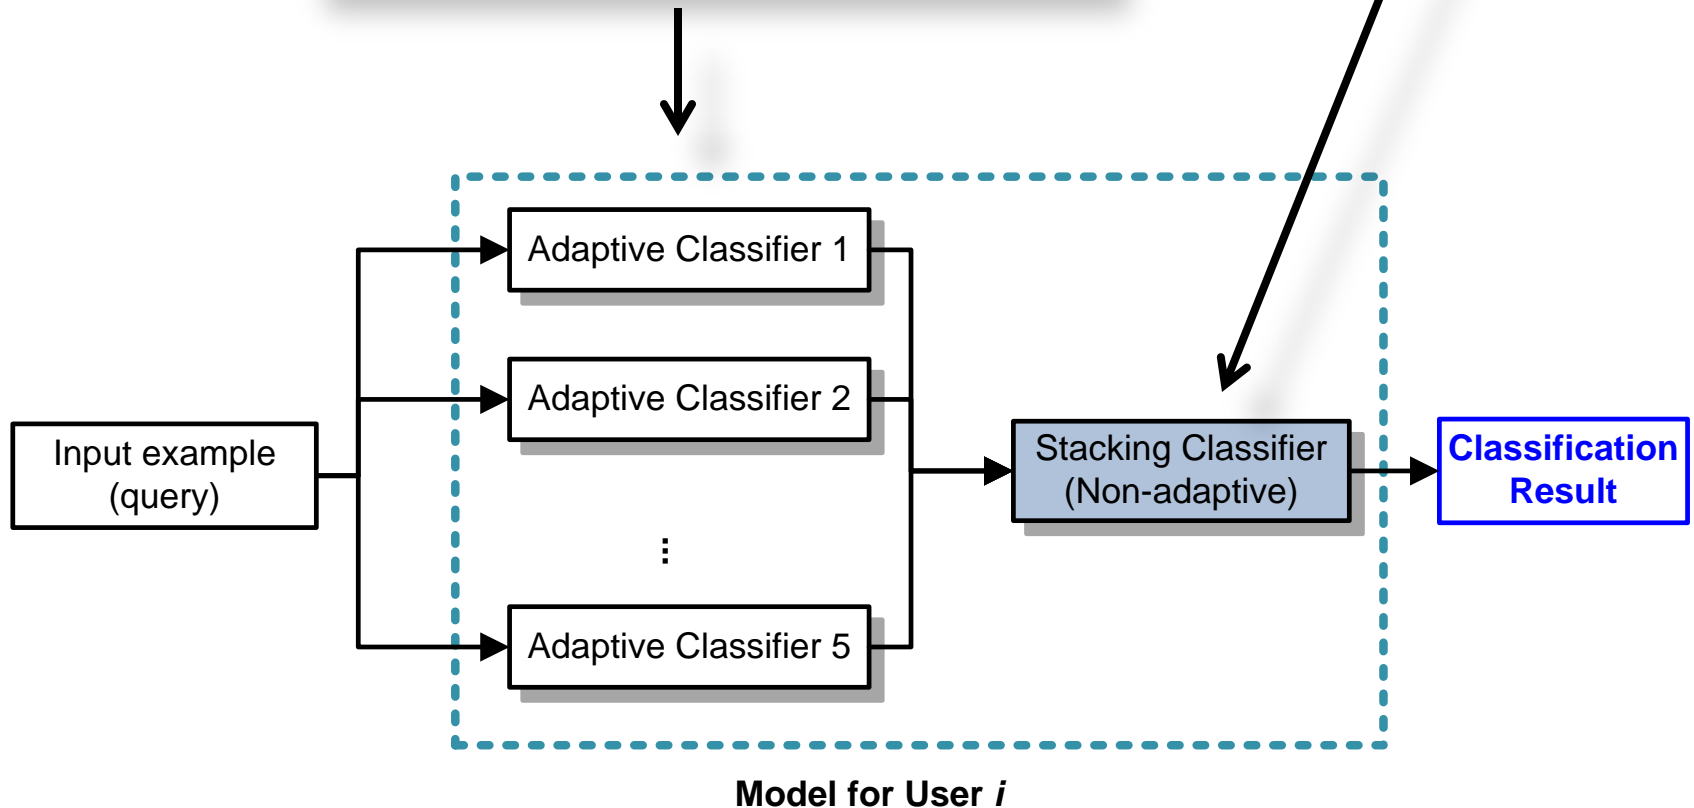 Adaptive Classifier 1
Adaptive Classifier 2
Input example
(query)
Stacking Classifier
(Non-adaptive)
Classification
Result
...
Adaptive Classifier 5
Model for User i